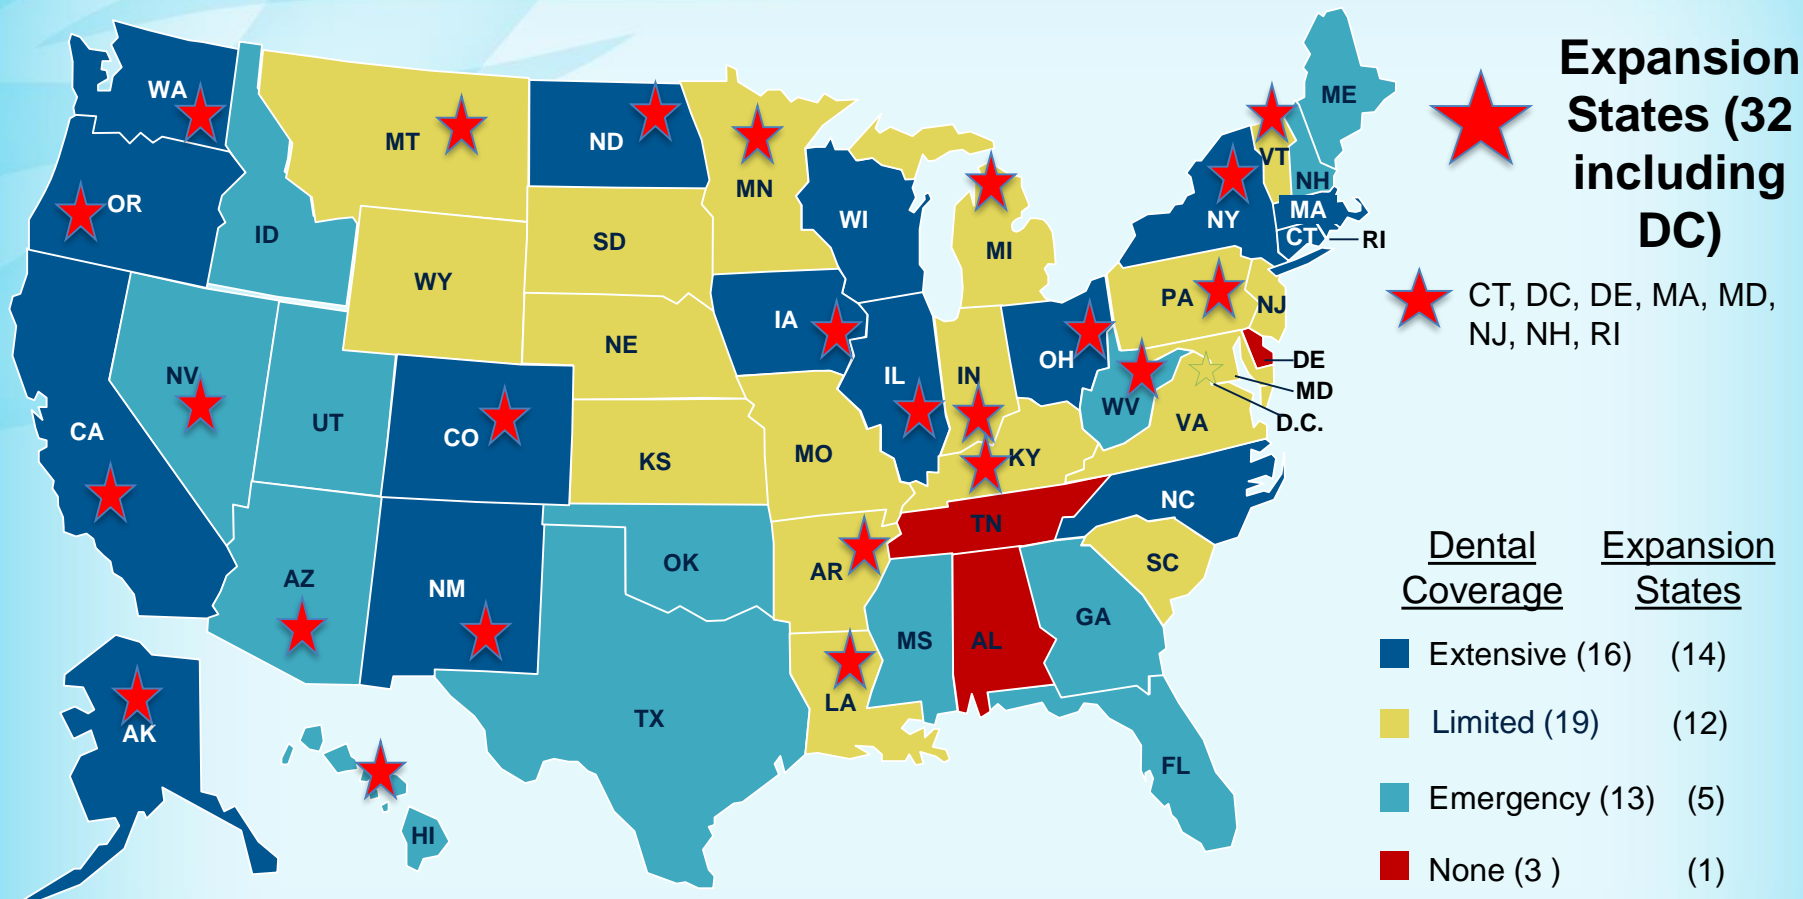 WA
MT
ND
MN
ME
VT
NH
OR
ID
SD
WI
MI
NY
MA
CT
RI
WY
IA
NE
PA
NJ
NV
UT
CO
IL
IN
OH
WV
DE
MD
D.C.
VA
CA
KS
MO
KY
NC
AZ
NM
OK
AR
TN
SC
MS
AL
GA
TX
LA
FL
AK
HI
Expansion
States (32
including
DC)
CT, DC, DE, MA, MD,
NJ, NH, RI
Dental Expansion
Coverage States
Extensive (16) (14)
Limited (19) (12)
Emergency (13) (5)
None (3 ) (1)